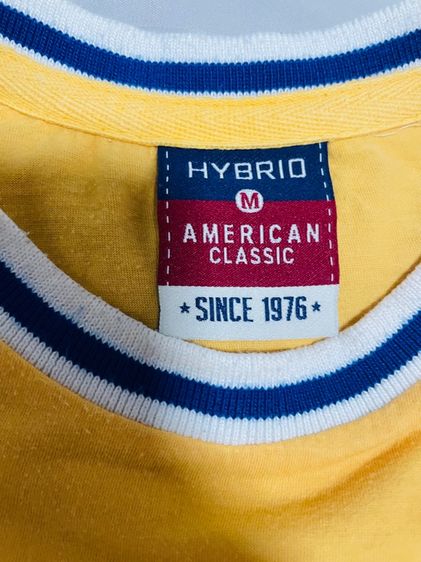 HYBRID
M
AMERICAN
CLASSIC
★SINCE 1976★